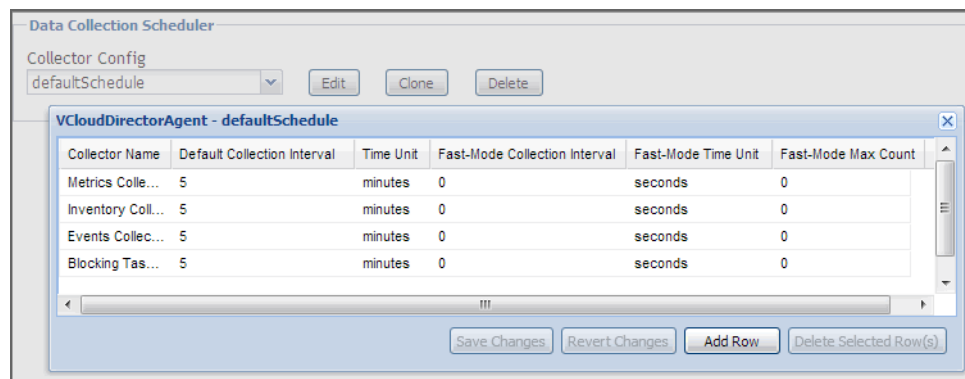 Data Collection Scheduler
Collector Config
defaultSchedule Edit Clone Delete
VCloudDirectorAgent - defaultSchedule
Collector Name Default Collection Interval Time Unit Fast-Mode Collection Interval Fast-Mode Time Unit Fast-Mode Max Count
Metrics Colle... 5 minutes 0 seconds 0
Inventory Coll... 5 minutes 0 seconds 0
Events Collec... 5 minutes 0 seconds 0
Blocking Tas... 5 minutes 0 seconds 0
Save Changes Revert Changes Add Row Delete Selected Row(s)